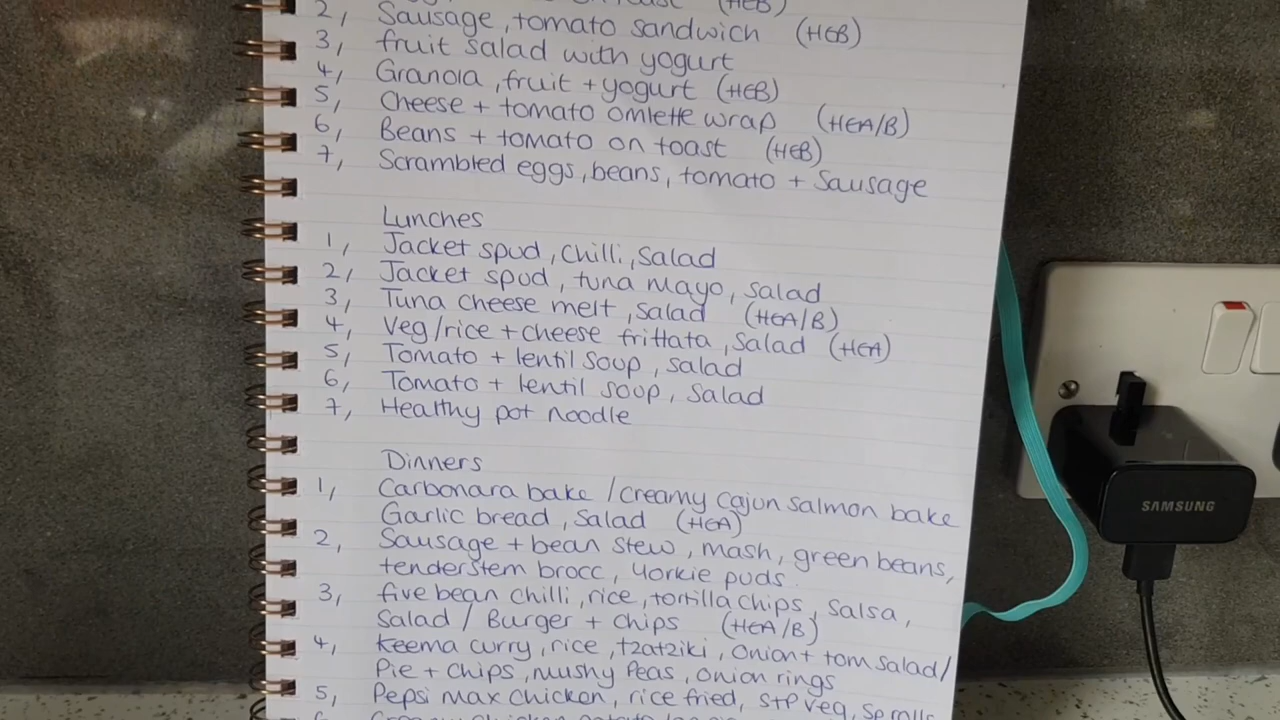 (HEB)
2, Sausage, tomato sandwich (HEB)
3, fruit salad with yogurt
4, Granola, fruit + yogurt (HEB)
5, Cheese + tomato omlette wrap (HEA/B)
6, Beans + tomato on toast (HEB)
7, Scrambled eggs, beans, tomato + Sausage
Lunches
1, Jacket spud, Chilli, Salad
2, Jacket spud, tuna mayo, salad
3, Tuna cheese melt, salad (HEA/B)
4, Veg/rice + cheese frittata, Salad (HEA)
5, Tomato + lentil soup, salad
6, Tomato + lentil soup, salad
7, Healthy pot noodle
Dinners
1, Carbonara bake / creamy cajun salmon bake
Garlic bread, Salad (HEA)
2, Sausage + bean stew, mash, green beans,
tenderstem brocc, yorkie puds
3, five bean chilli, rice, tortilla chips, salsa,
Salad / Burger + chips (HEA/B)
4, keema curry, rice, tzatziki, onion + tom salad/
Pie + chips, mushy peas, onion rings
5, Pepsi max chicken, rice fried, s+p veg, sp rolls
SAMSUNG